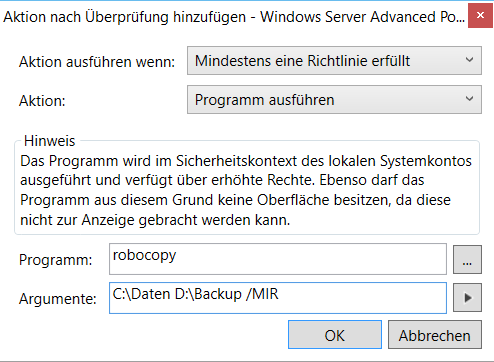 Aktion nach Überprüfung hinzufügen - Windows Server Advanced Po...
Aktion ausführen wenn: Mindestens eine Richtlinie erfüllt
Aktion: Programm ausführen
Hinweis
Das Programm wird im Sicherheitskontext des lokalen Systemkontos
ausgeführt und verfügt über erhöhte Rechte. Ebenso darf das
Programm aus diesem Grund keine Oberfläche besitzen, da diese
nicht zur Anzeige gebracht werden kann.
Programm: robocopy ...
Argumente: C:\Daten D:\Backup /MIR
OK Abbrechen